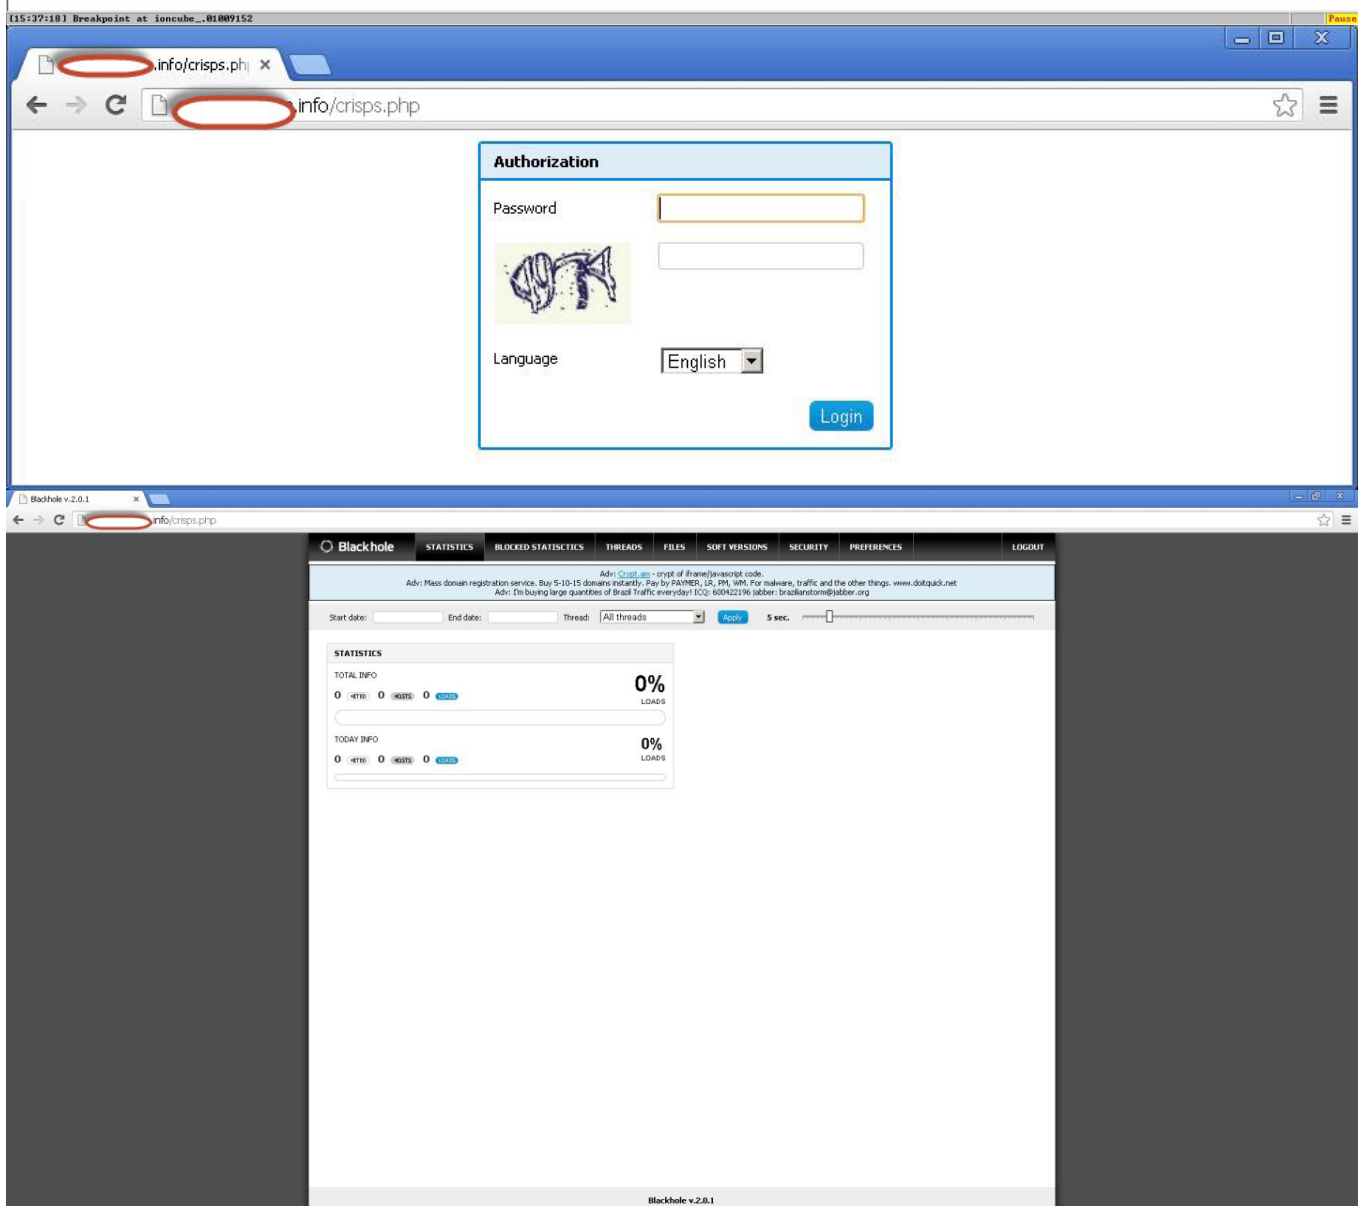 [15:37:18] Breakpoint at ioncube_.01009152
Pause
.info/crisps.ph
.info/crisps.php
Authorization
Password
Language
English
Login
Blackhole v.2.0.1
info/crisps.php
Blackhole STATISTICS BLOCKED STATISCTICS THREADS FILES SOFT VERSIONS SECURITY PREFERENCES LOGOUT
Adv: Crypt.am - crypt of iframe/javascript code.
Adv: Mass domain registration service. Buy 5-10-15 domains instantly. Pay by PAYMER, LR, PM, WM. For malware, traffic and the other things. www.doitquick.net
Adv: I'm buying large quantities of Brazil Traffic everyday! ICQ: 600422196 jabber: brazilianstorm@jabber.org
Start date: End date: Thread: All threads Apply 5 sec.
STATISTICS
TOTAL INFO
0% 
0 0 HOSTS 0 LOADS
LOADS
TODAY INFO
0%
0 0 HOSTS 0 LOADS
LOADS
Blackhole v.2.0.1